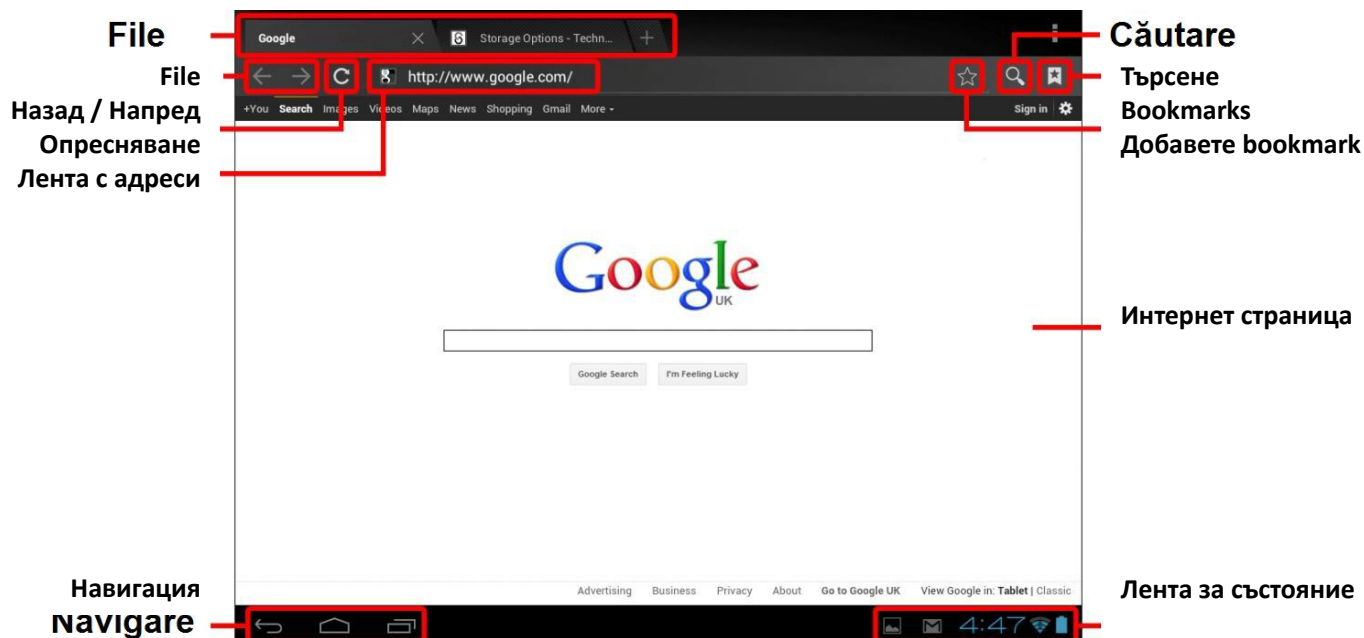 File
Google
Storage Options - Techn...
Căutare
File
http://www.google.com/
Търсене
Назад / Напред
+You Search Images Videos Maps News Shopping Gmail More
Sign in
Bookmarks
Опресняване
Добавете bookmark
Лента с адреси
Google
UK
Интернет страница
Google Search
I'm Feeling Lucky
Навигация
Advertising Business Privacy About Go to Google UK View Google in: Tablet | Classic
Лента за състояние
Navigare
4:47